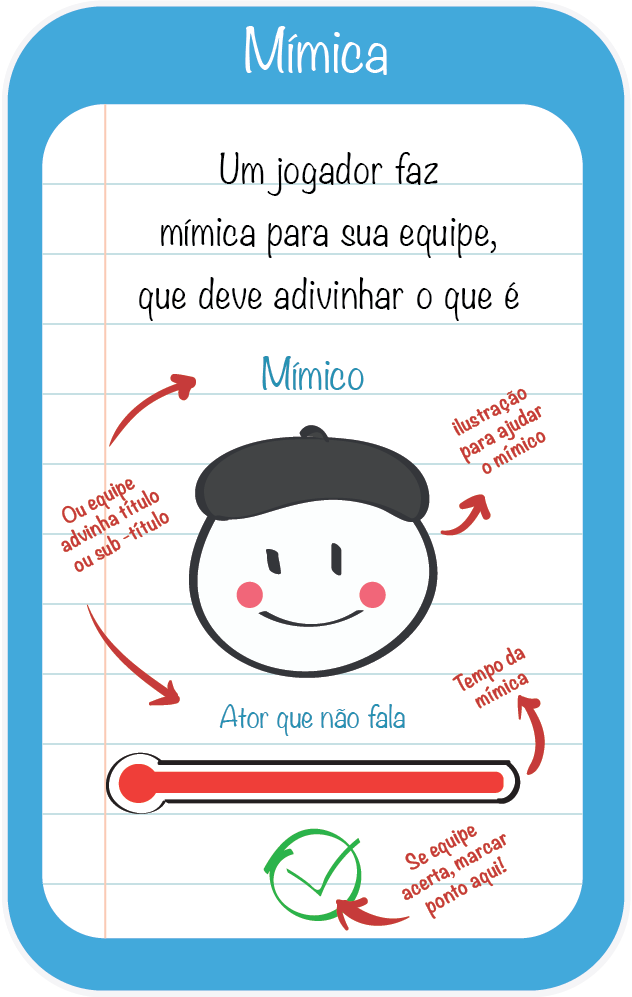 Mímica
Um jogador faz
mímica para sua equipe,
que deve adivinhar o que é
Mímico
ilustração
para ajudar
o mímico
Ou equipe
advinha título
ou sub -título
Tempo da
mímica
Ator que não fala
Se equipe
acerta, marcar
ponto aqui!